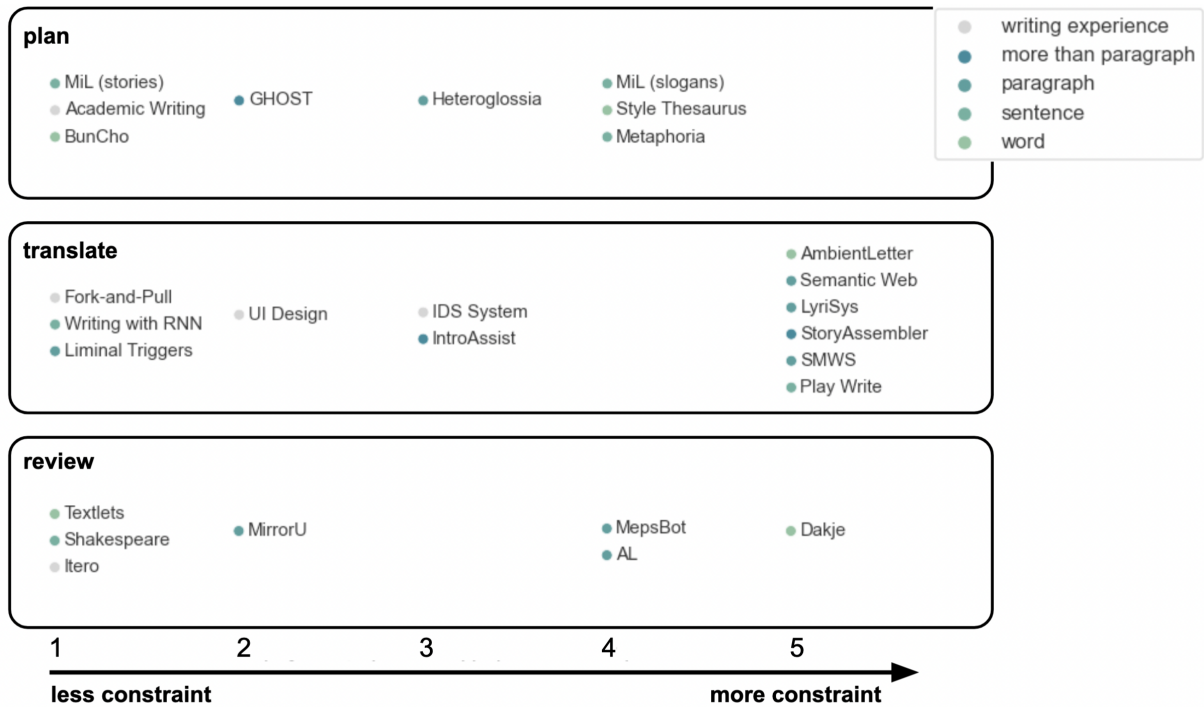 plan
MiL (stories)
Academic Writing
BunCho
GHOST
Heteroglossia
MiL (slogans)
Style Thesaurus
Metaphoria
writing experience
more than paragraph
paragraph
sentence
word
translate
Fork-and-Pull
Writing with RNN
Liminal Triggers
UI Design
IDS System
IntroAssist
AmbientLetter
Semantic Web
LyriSys
StoryAssembler
SMWS
Play Write
review
Textlets
Shakespeare
Itero
MirrorU
MepsBot
AL
Dakje
1 2 3 4 5
less constraint more constraint